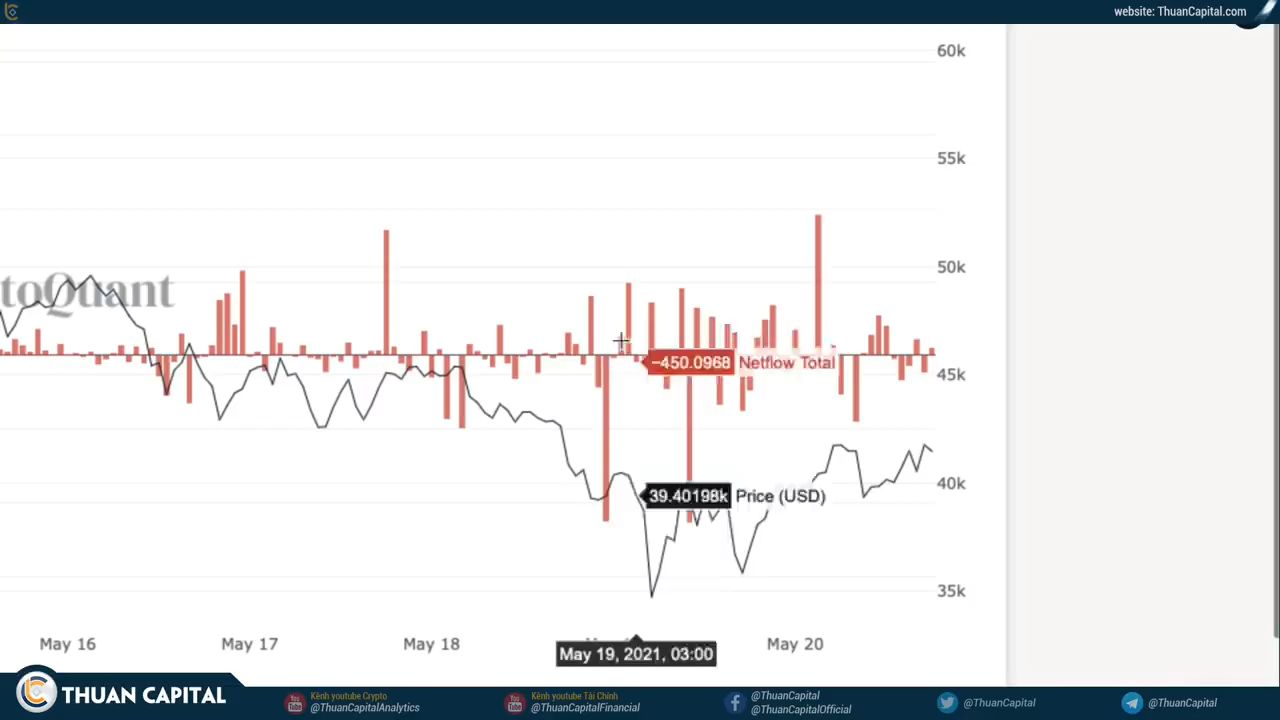 website: ThuanCapital.com
60k
55k
50k
toQuant
−450.0968 Netflow Total
45k
40k
39.40198k Price (USD)
35k
May 16
May 17
May 18
May 20
May 19, 2021, 03:00
THUAN CAPITAL
Kênh youtube Crypto
@ThuanCapitalAnalytics
Kênh youtube Tài Chính
@ThuanCapitalFinancial
@ThuanCapital
@ThuanCapitalOfficial
@ThuanCapital
@ThuanCapital